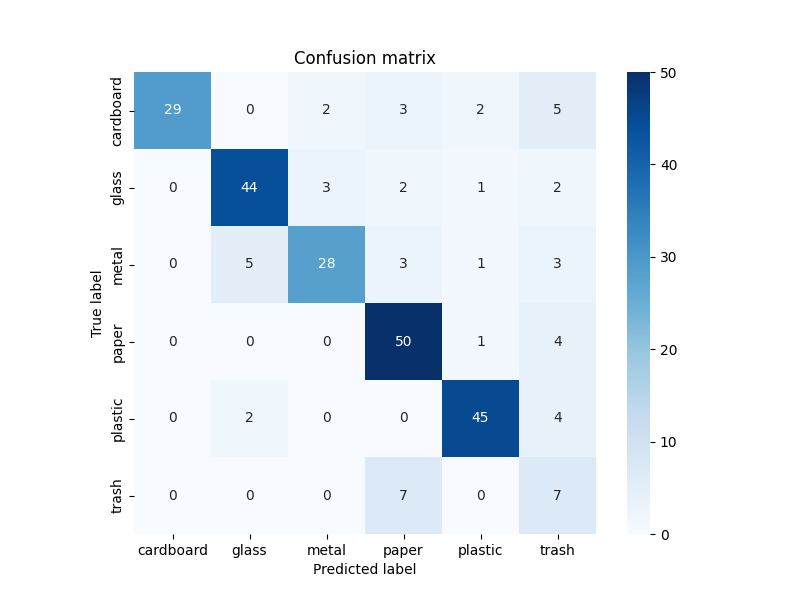 Confusion matrix
True label
cardboard 29 0 2 3 2 5
glass 0 44 3 2 1 2
metal 0 5 28 3 1 3
paper 0 0 0 50 1 4
plastic 0 2 0 0 45 4
trash 0 0 0 7 0 7
cardboard glass metal paper plastic trash
Predicted label
50
40
30
20
10
0